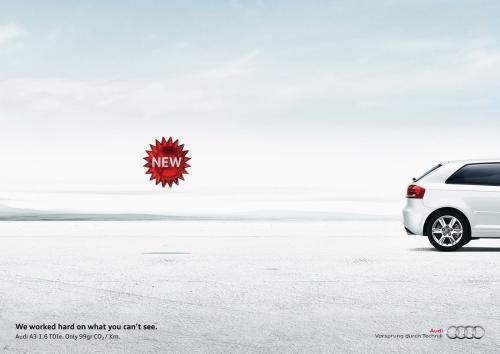 NEW
We worked hard on what you can't see.
Audi A3 1.6 TDIe. Only 99gr CO₂ / Km.
Audi
Vorsprung durch Technik